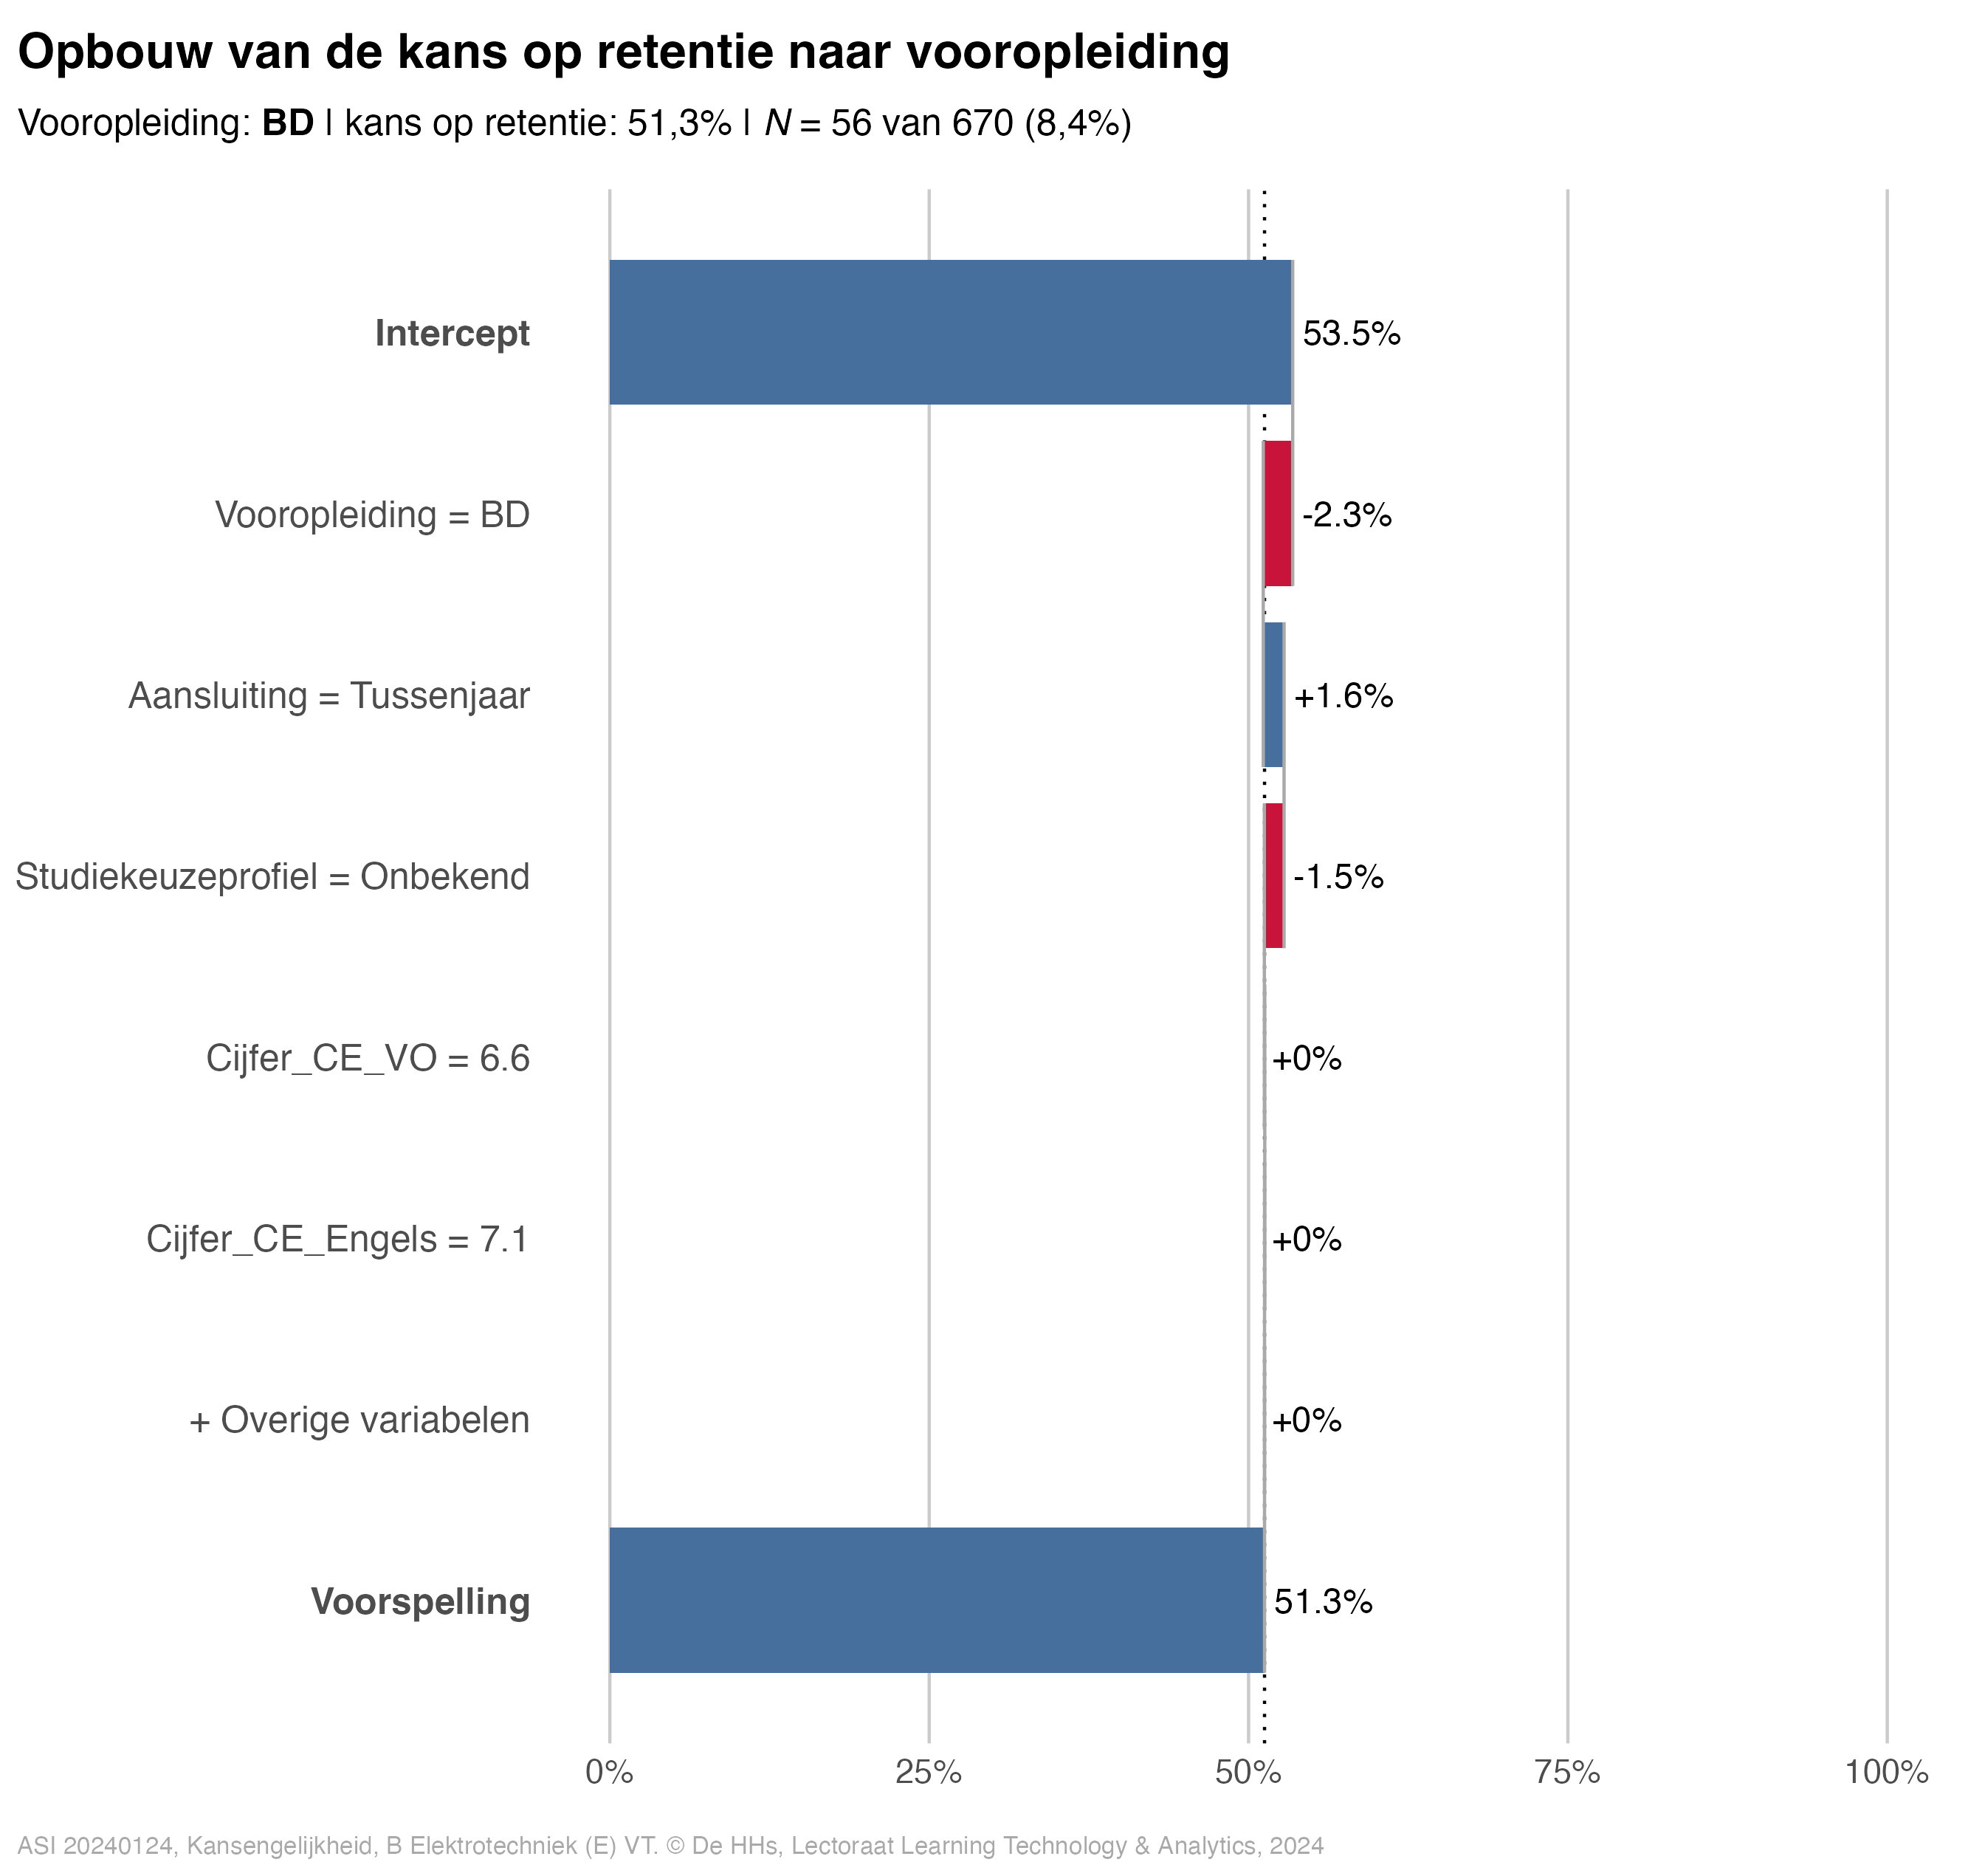 Opbouw van de kans op retentie naar vooropleiding
Vooropleiding: BD | kans op retentie: 51,3% | N = 56 van 670 (8,4%)
Intercept
53.5%
Vooropleiding = BD
-2.3%
Aansluiting = Tussenjaar
+1.6%
Studiekeuzeprofiel = Onbekend
-1.5%
Cijfer_CE_VO = 6.6
+0%
Cijfer_CE_Engels = 7.1
+0%
+ Overige variabelen
+0%
Voorspelling
51.3%
0% 25% 50% 75% 100%
ASI 20240124, Kansengelijkheid, B Elektrotechniek (E) VT. © De HHs, Lectoraat Learning Technology & Analytics, 2024